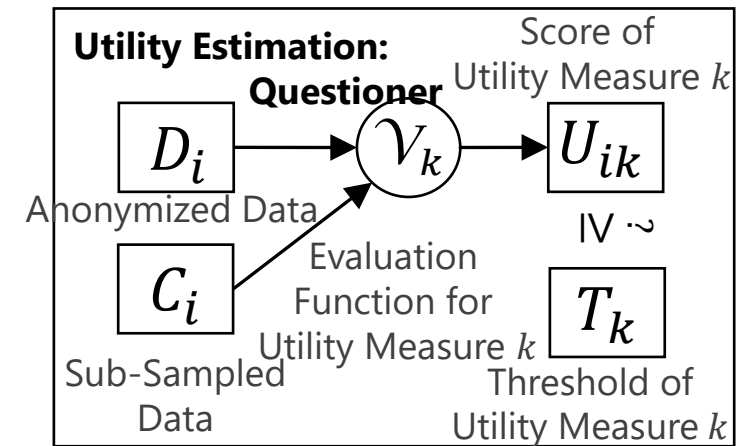 Utility Estimation:
Questioner
Score of
Utility Measure k
D_i
𝒱_k
U_ik
Anonymized Data
≥ ?
C_i
Evaluation
Function for
Utility Measure k
T_k
Sub-Sampled
Data
Threshold of
Utility Measure k